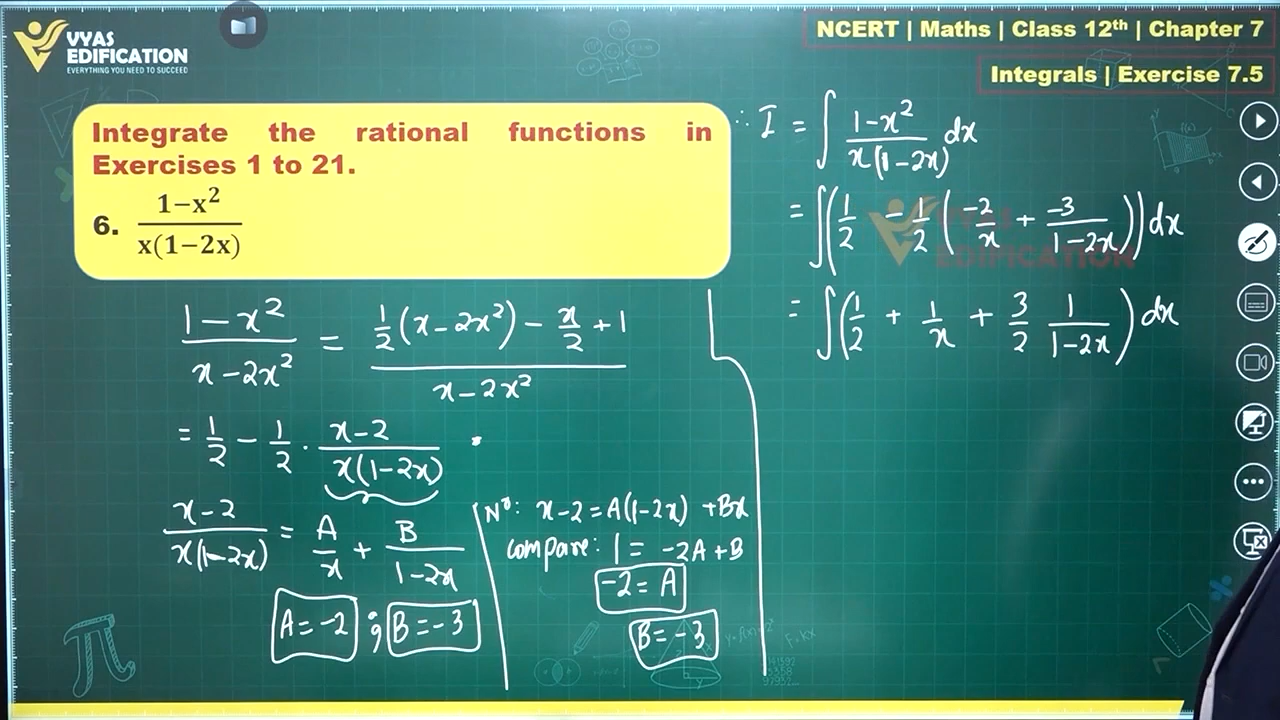 VYAS
EDIFICATION
EVERYTHING YOU NEED TO SUCCEED
NCERT | Maths | Class 12th | Chapter 7
Integrals | Exercise 7.5
Integrate the rational functions in
Exercises 1 to 21.
6. (1−x²)/(x(1−2x))
(1−x²)/(x−2x²) = (½(x−2x²) − x/2 + 1)/(x−2x²)
= 1/2 − 1/2 · (x−2)/(x(1−2x))
(x−2)/(x(1−2x)) = A/x + B/(1−2x)
A = −2 ; B = −3
Nʳ: x−2 = A(1−2x) + Bx
compare: 1 = −2A + B
−2 = A
B = −3
∴ I = ∫ (1−x²)/(x(1−2x)) dx
= ∫(1/2 − 1/2(−2/x + −3/(1−2x))) dx
= ∫(1/2 + 1/x + 3/2 1/(1−2x)) dx
VYAS
EDIFICATION